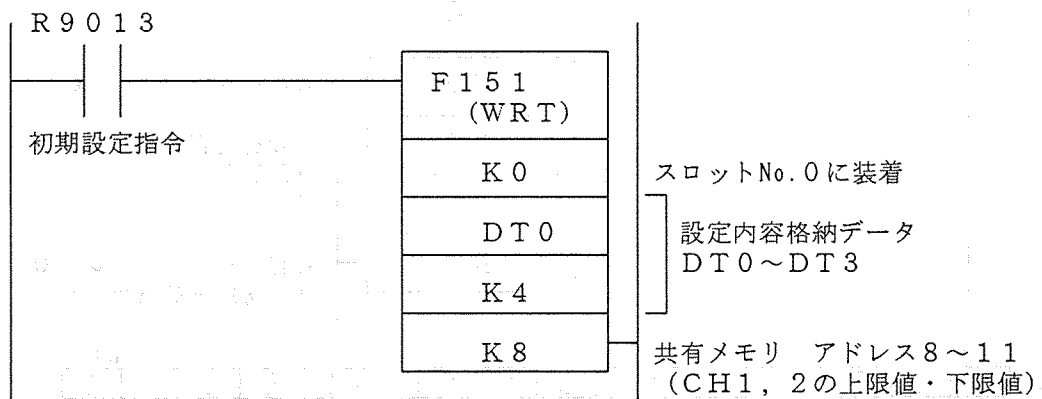 R9013
F151
(WRT)
初期設定指令
K0
スロットNo.0に装着
DT0
設定内容格納データ
DT0～DT3
K4
K8
共有メモリ　アドレス8～11
(CH1,2の上限値・下限値)